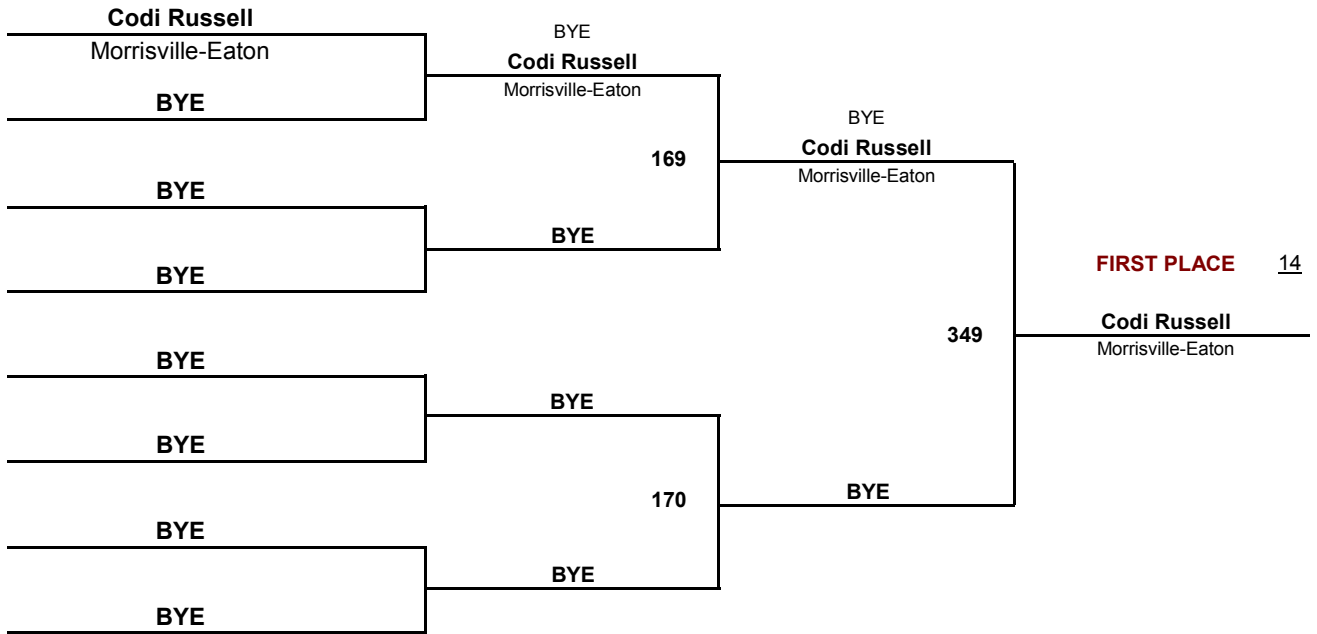 Codi Russell
Morrisville-Eaton
BYE
BYE
BYE
BYE
BYE
BYE
BYE
BYE
Codi Russell
Morrisville-Eaton
169
BYE
BYE
170
BYE
BYE
Codi Russell
Morrisville-Eaton
349
BYE
FIRST PLACE 14
Codi Russell
Morrisville-Eaton